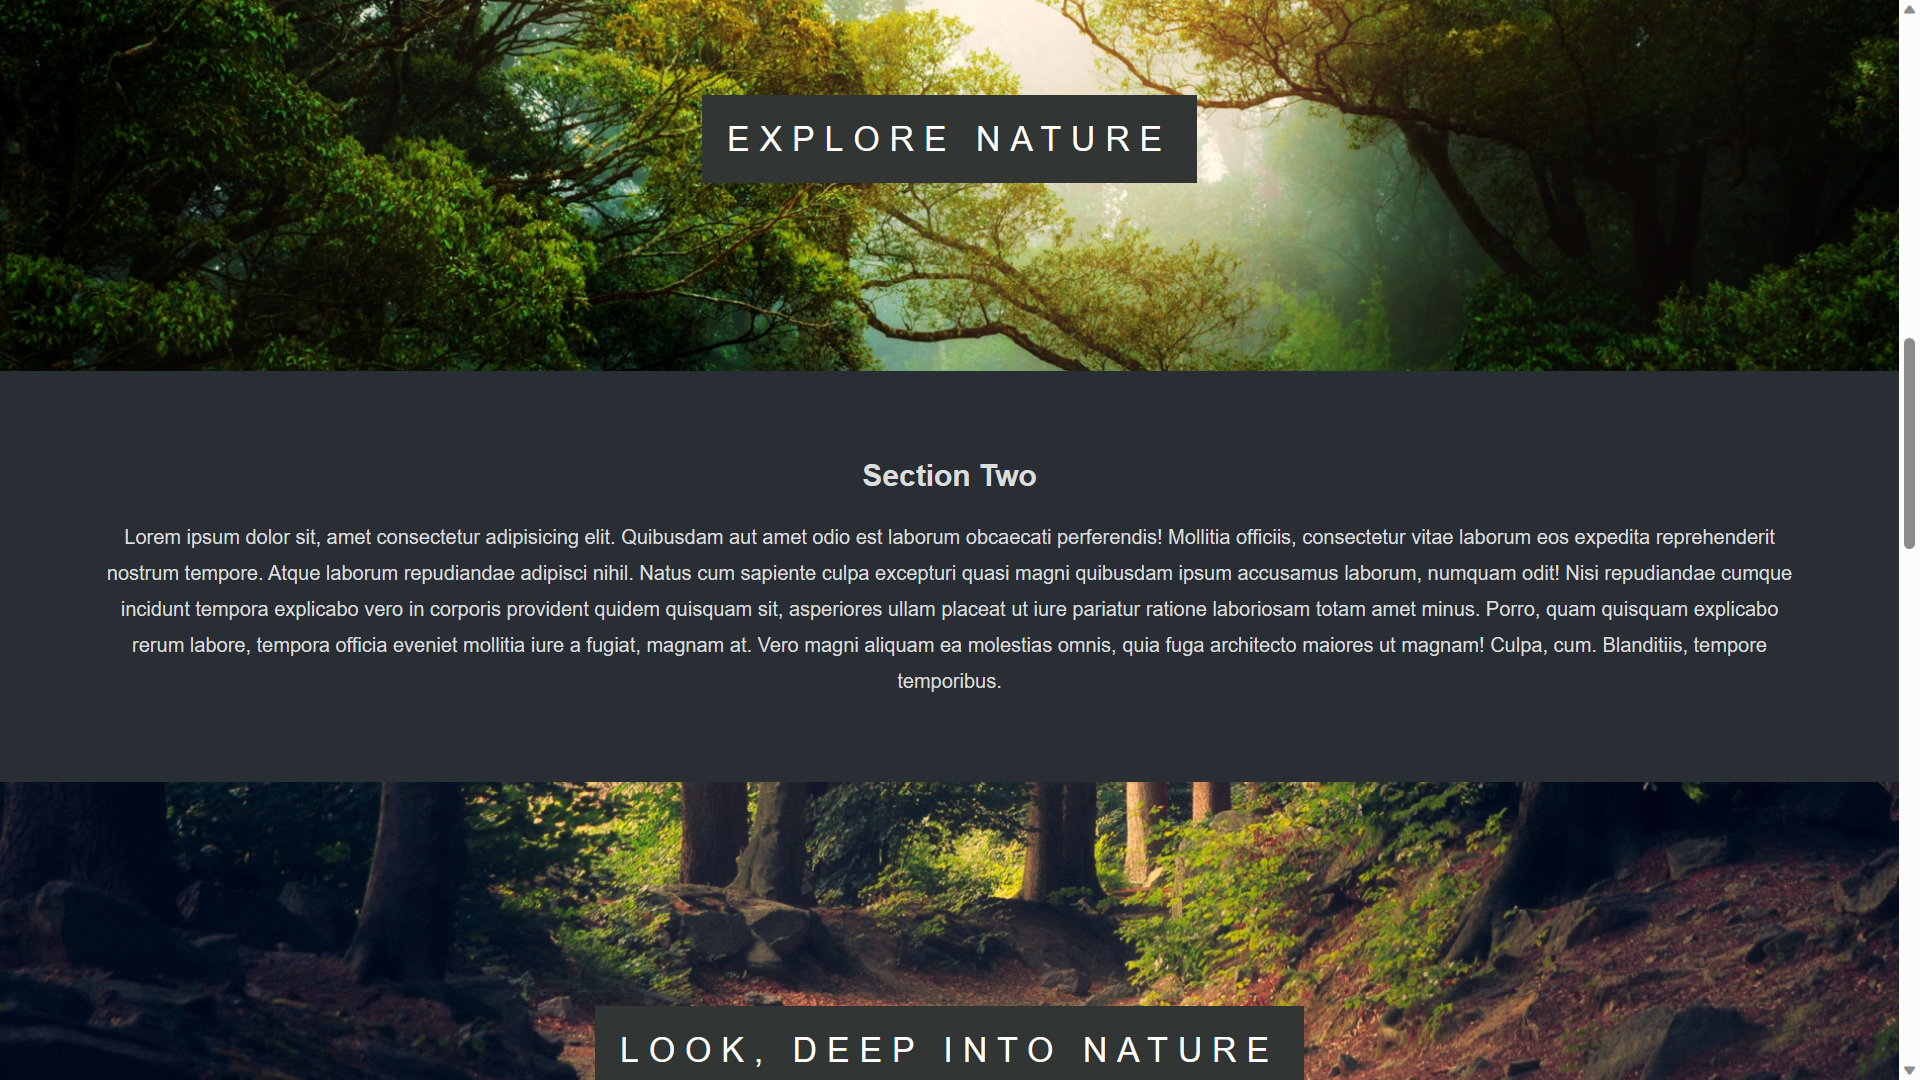 EXPLORE NATURE
Section Two
Lorem ipsum dolor sit, amet consectetur adipisicing elit. Quibusdam aut amet odio est laborum obcaecati perferendis! Mollitia officiis, consectetur vitae laborum eos expedita reprehenderit
nostrum tempore. Atque laborum repudiandae adipisci nihil. Natus cum sapiente culpa excepturi quasi magni quibusdam ipsum accusamus laborum, numquam odit! Nisi repudiandae cumque
incidunt tempora explicabo vero in corporis provident quidem quisquam sit, asperiores ullam placeat ut iure pariatur ratione laboriosam totam amet minus. Porro, quam quisquam explicabo
rerum labore, tempora officia eveniet mollitia iure a fugiat, magnam at. Vero magni aliquam ea molestias omnis, quia fuga architecto maiores ut magnam! Culpa, cum. Blanditiis, tempore
temporibus.
LOOK, DEEP INTO NATURE